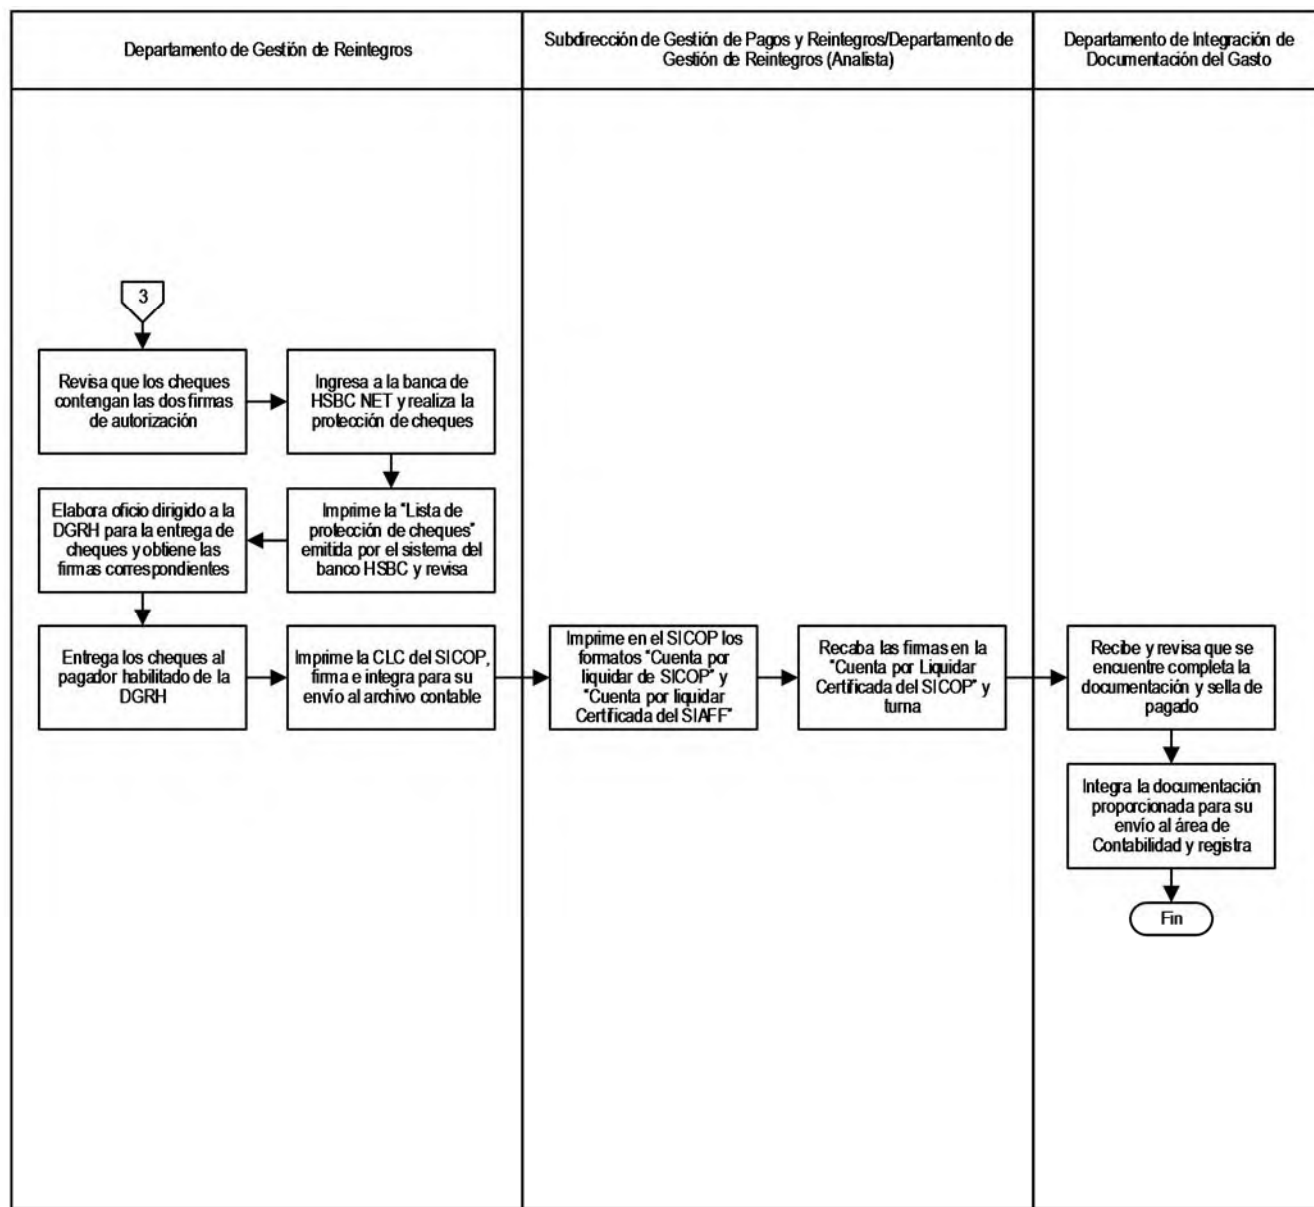 Departamento de Gestión de Reintegros
Subdirección de Gestión de Pagos y Reintegros/Departamento de
Gestión de Reintegros (Analista)
Departamento de Integración de
Documentación del Gasto
3
Revisa que los cheques
contengan las dos firmas
de autorización
Ingresa a la banca de
HSBC NET y realiza la
protección de cheques
Imprime la "Lista de
protección de cheques"
emitida por el sistema del
banco HSBC y revisa
Elabora oficio dirigido a la
DGRH para la entrega de
cheques y obtiene las
firmas correspondientes
Entrega los cheques al
pagador habilitado de la
DGRH
Imprime la CLC del SICOP,
firma e integra para su
envío al archivo contable
Imprime en el SICOP los
formatos "Cuenta por
liquidar de SICOP" y
"Cuenta por liquidar
Certificada del SIAFF"
Recaba las firmas en la
"Cuenta por Liquidar
Certificada del SICOP" y
turna
Recibe y revisa que se
encuentre completa la
documentación y sella de
pagado
Integra la documentación
proporcionada para su
envío al área de
Contabilidad y registra
Fin